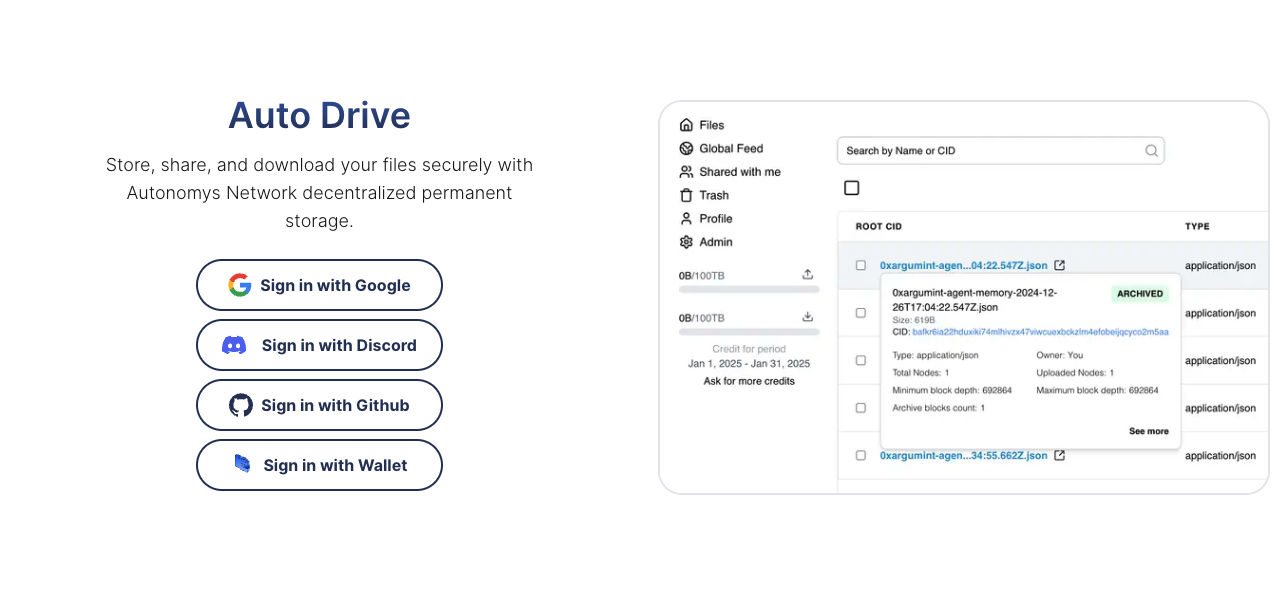 Auto Drive
Store, share, and download your files securely with
Autonomys Network decentralized permanent
storage.
Sign in with Google
Sign in with Discord
Sign in with Github
Sign in with Wallet
Files
Global Feed
Shared with me
Trash
Profile
Admin
0B/100TB
0B/100TB
Credit for period
Jan 1, 2025 - Jan 31, 2025
Ask for more credits
Search by Name or CID
ROOT CID TYPE
0xargumint-agen...04:22.547Z.json application/json
0xargumint-agent-memory-2024-12-
26T17:04:22.547Z.json
ARCHIVED
Size: 619B
CID: bafkr6ia22hduxiki74mlhivzx47viwcuexbckzlm4efobeijqcyco2m5aa
application/json
Type: application/json Owner: You
application/json
Total Nodes: 1 Uploaded Nodes: 1
Minimum block depth: 692864 Maximum block depth: 692864
Archive blocks count: 1
application/json
See more
0xargumint-agen...34:55.662Z.json application/json